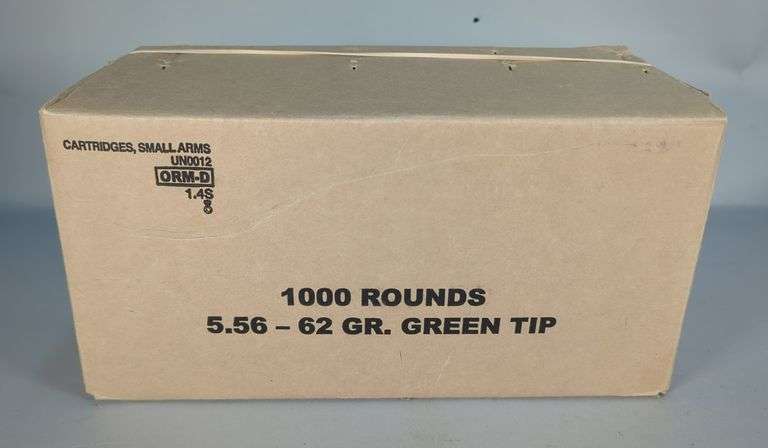 CARTRIDGES, SMALL ARMS
UN0012
ORM-D
1.4S
1000 ROUNDS
5.56 – 62 GR. GREEN TIP